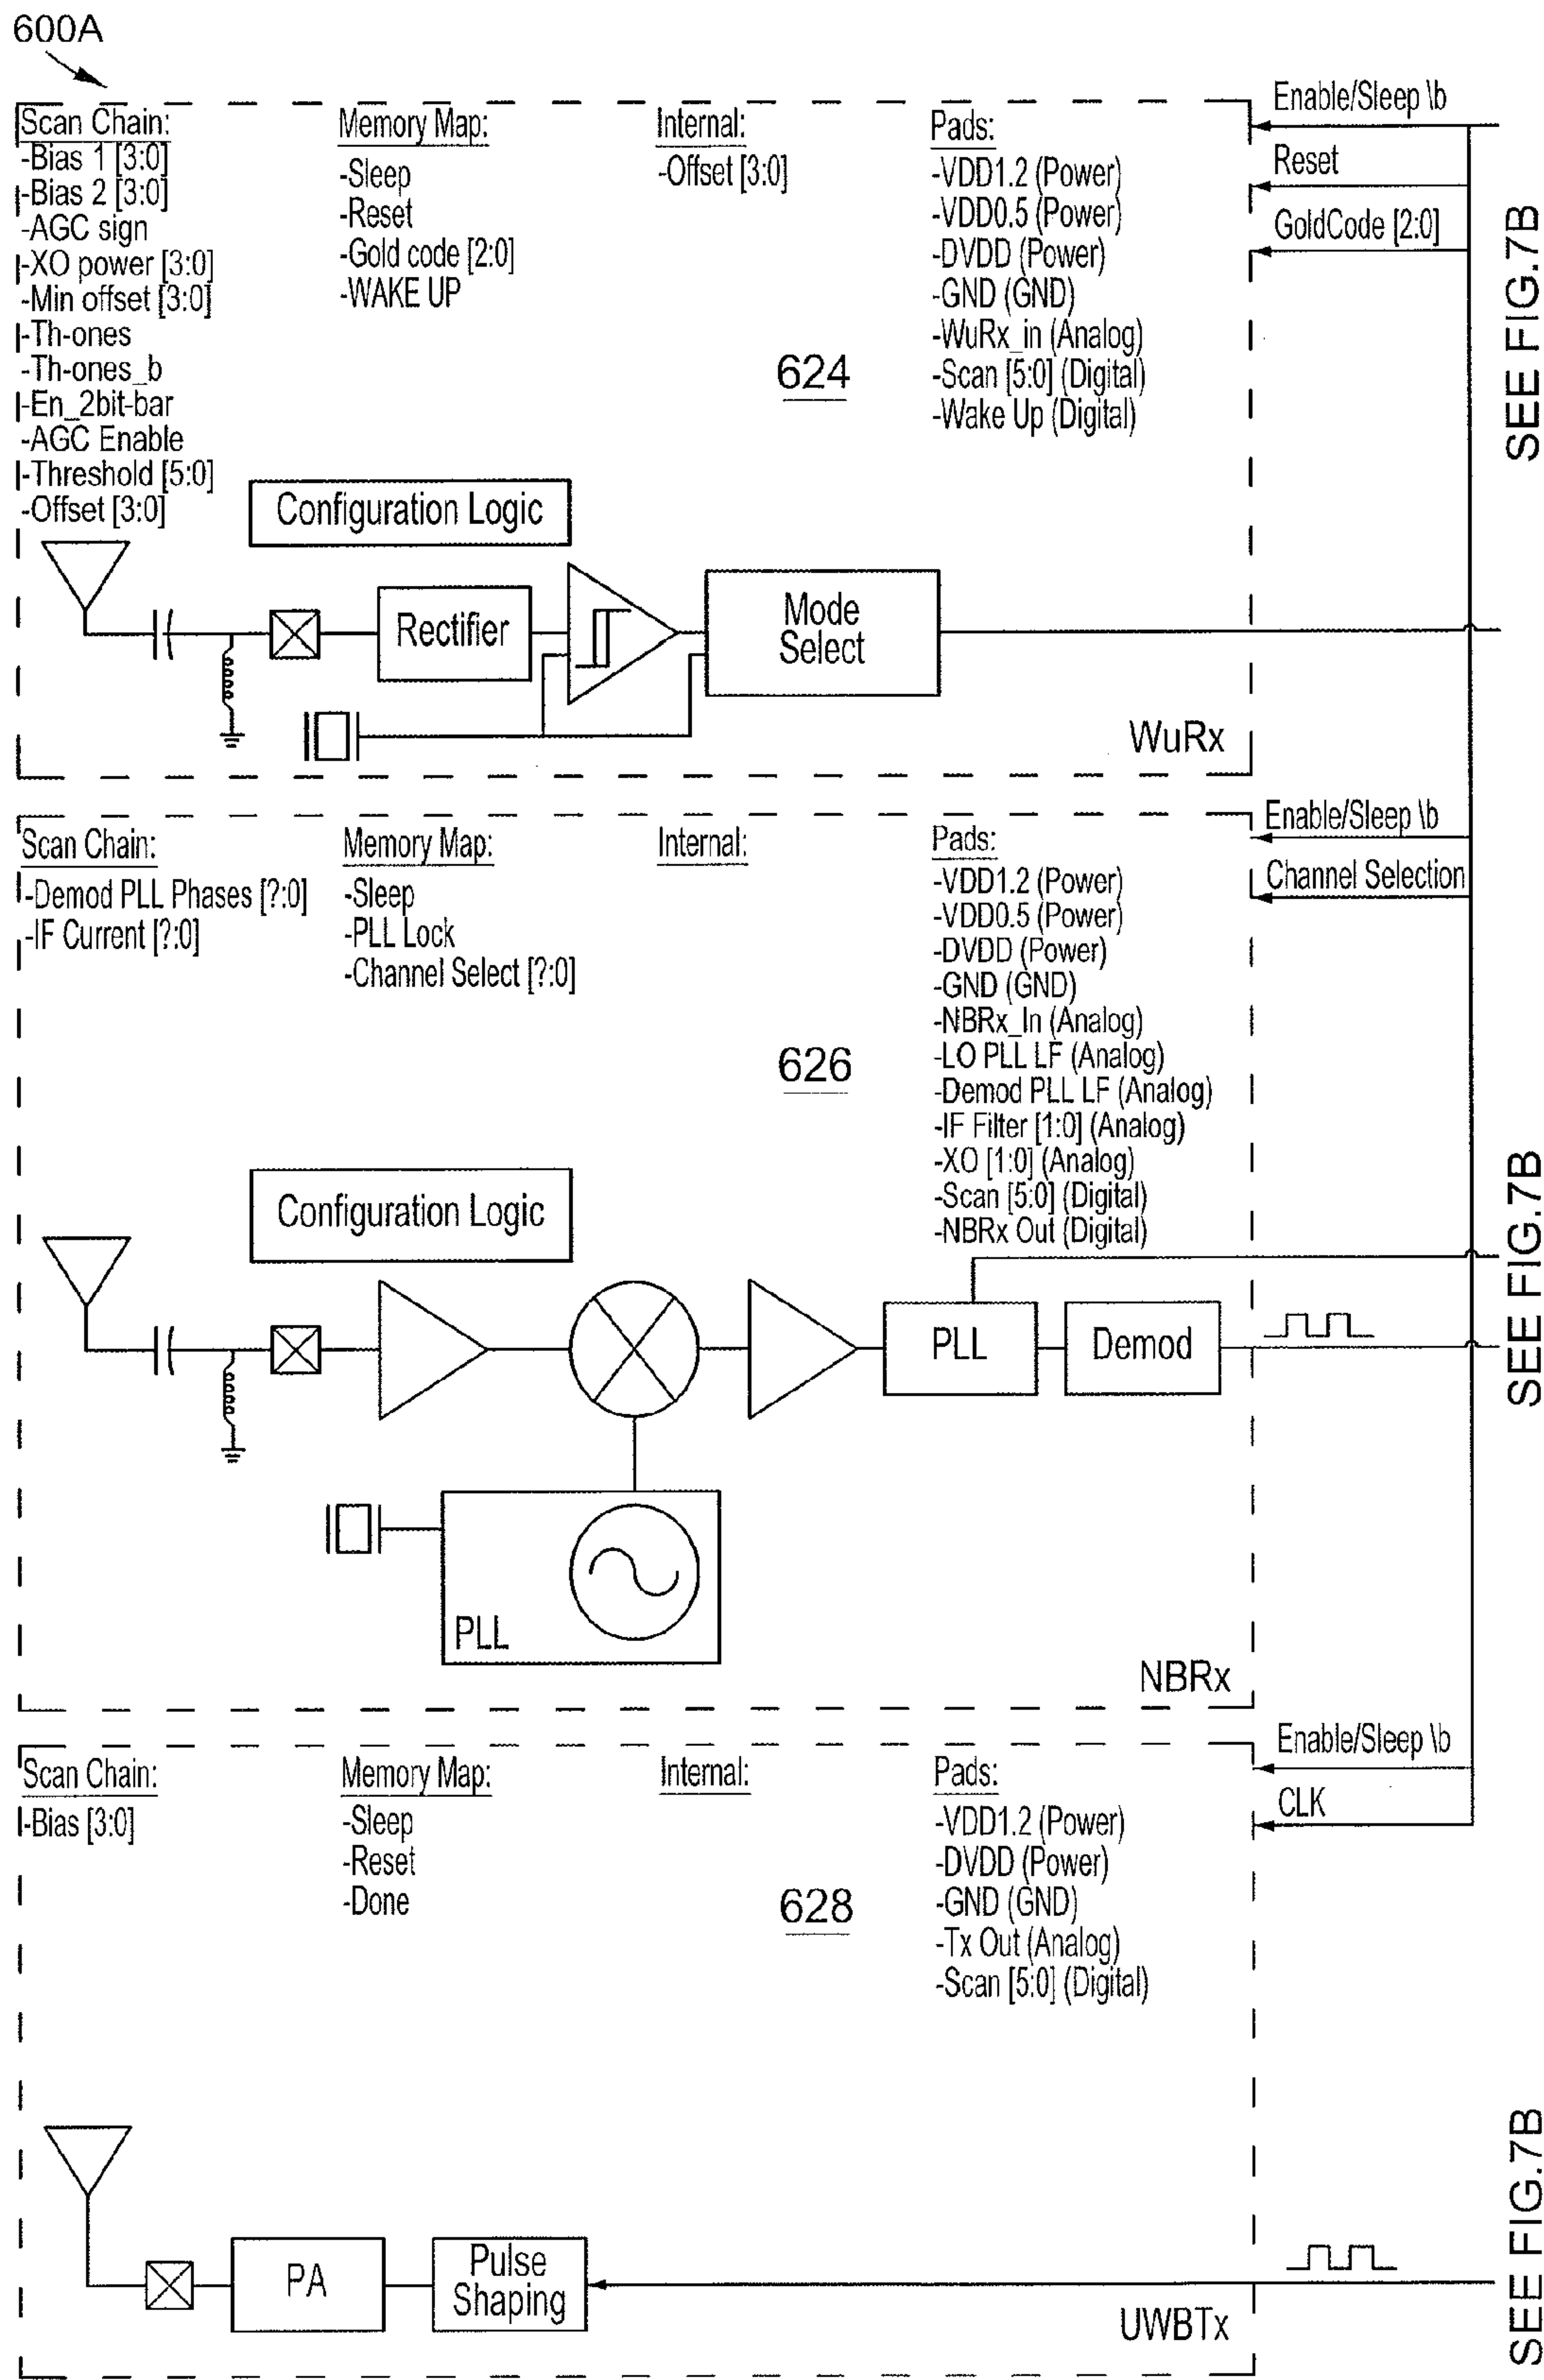 600A
Scan Chain:
-Bias 1 [3:0]
-Bias 2 [3:0]
-AGC sign
-XO power [3:0]
-Min offset [3:0]
-Th-ones
-Th-ones_b
-En_2bit-bar
-AGC Enable
-Threshold [5:0]
-Offset [3:0]
Memory Map:
-Sleep
-Reset
-Gold code [2:0]
-WAKE UP
Internal:
-Offset [3:0]
Pads:
-VDD1.2 (Power)
-VDD0.5 (Power)
-DVDD (Power)
-GND (GND)
-WuRx_in (Analog)
-Scan [5:0] (Digital)
-Wake Up (Digital)
624
Enable/Sleep \b
Reset
GoldCode [2:0]
SEE FIG.7B
Configuration Logic
Rectifier
Mode
Select
WuRx
Scan Chain:
-Demod PLL Phases [?:0]
-IF Current [?:0]
Memory Map:
-Sleep
-PLL Lock
-Channel Select [?:0]
Internal:
Pads:
-VDD1.2 (Power)
-VDD0.5 (Power)
-DVDD (Power)
-GND (GND)
-NBRx_In (Analog)
-LO PLL LF (Analog)
-Demod PLL LF (Analog)
-IF Filter [1:0] (Analog)
-XO [1:0] (Analog)
-Scan [5:0] (Digital)
-NBRx Out (Digital)
626
Enable/Sleep \b
Channel Selection
SEE FIG.7B
Configuration Logic
PLL
Demod
PLL
NBRx
Scan Chain:
-Bias [3:0]
Memory Map:
-Sleep
-Reset
-Done
Internal:
Pads:
-VDD1.2 (Power)
-DVDD (Power)
-GND (GND)
-Tx Out (Analog)
-Scan [5:0] (Digital)
628
Enable/Sleep \b
CLK
SEE FIG.7B
PA
Pulse
Shaping
UWBTx